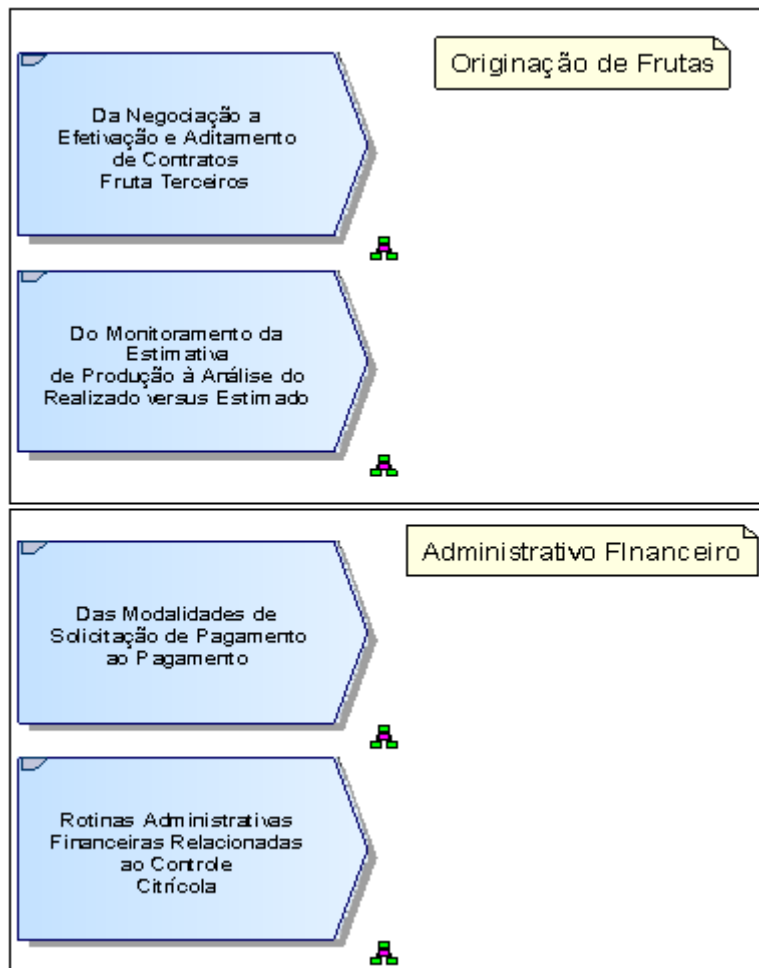 Originação de Frutas
Da Negociação a
Efetivação e Aditamento
de Contratos
Fruta Terceiros
Do Monitoramento da
Estimativa
de Produção à Análise do
Realizado versus Estimado
Administrativo FInanceiro
Das Modalidades de
Solicitação de Pagamento
ao Pagamento
Rotinas Administrativas
Financeiras Relacionadas
ao Controle
Citrícola